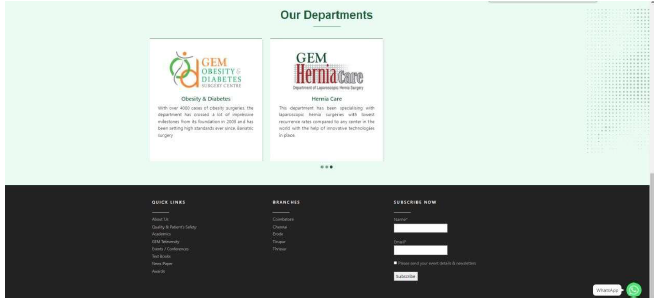 Our Departments
GEM
OBESITY &
DIABETES
SURGERY CENTRE
Obesity & Diabetes
With over 4000 cases of obesity surgeries the
department has crossed a lot of impressive
milestones from its foundation in 2000 and has
been setting high standards ever since. Bariatric
surgery
GEM
Hernia Care
Department of Laparoscopic Hernia Surgery
Hernia Care
This department has been specializing with
laparoscopic hernia surgeries with lowest
recurrence rates compared to any center in the
world with the help of innovative technologies
in place.
QUICK LINKS
About Us
Quality & Patient's Safety
Academics
GEM Telemedy
Events / Conferences
Text Books
News Paper
Awards
BRANCHES
Coimbatore
Chennai
Erode
Tirupur
Thrissur
SUBSCRIBE NOW
Name*
Email*
Please send your event details & newsletters
Subscribe
WhatsApp